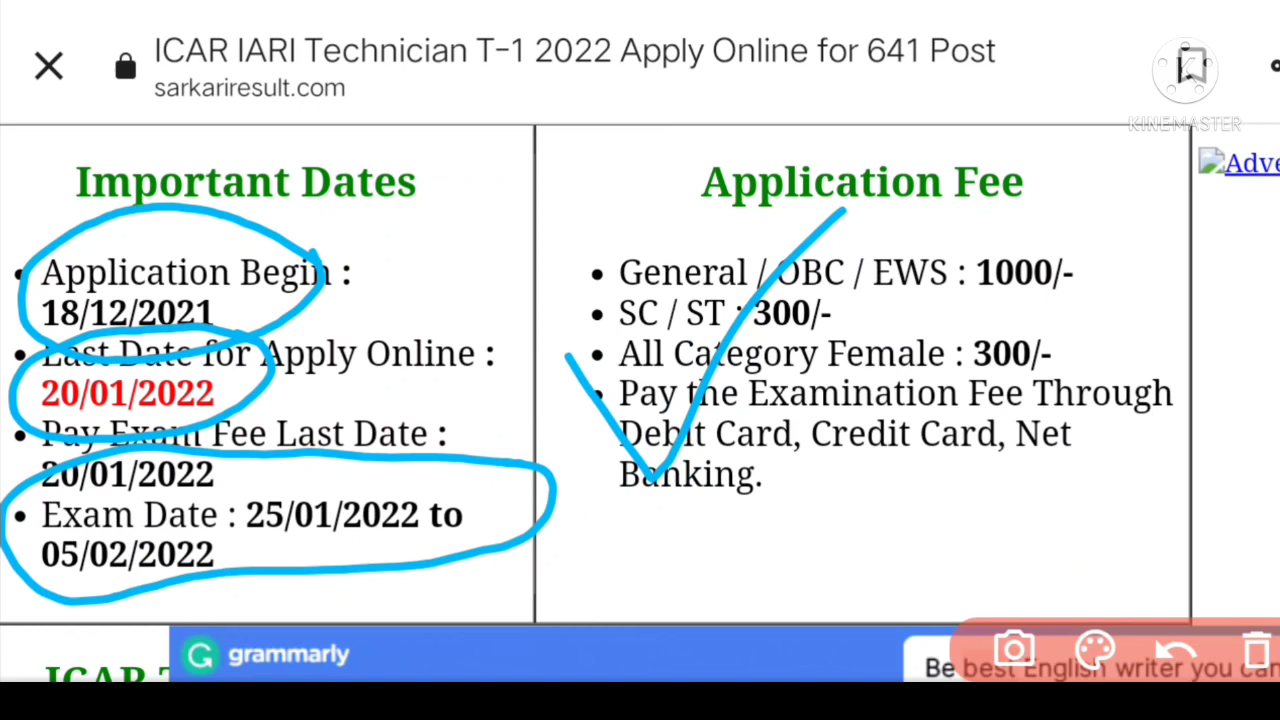 ICAR IARI Technician T-1 2022 Apply Online for 641 Post
sarkariresult.com
KINEMASTER
Important Dates
Application Begin :
18/12/2021
Last Date for Apply Online :
20/01/2022
Pay Exam Fee Last Date :
20/01/2022
Exam Date : 25/01/2022 to
05/02/2022
Application Fee
General / OBC / EWS : 1000/-
SC / ST : 300/-
All Category Female : 300/-
Pay the Examination Fee Through
Debit Card, Credit Card, Net
Banking.
Adve
ICAR T
grammarly
Be best English writer you can